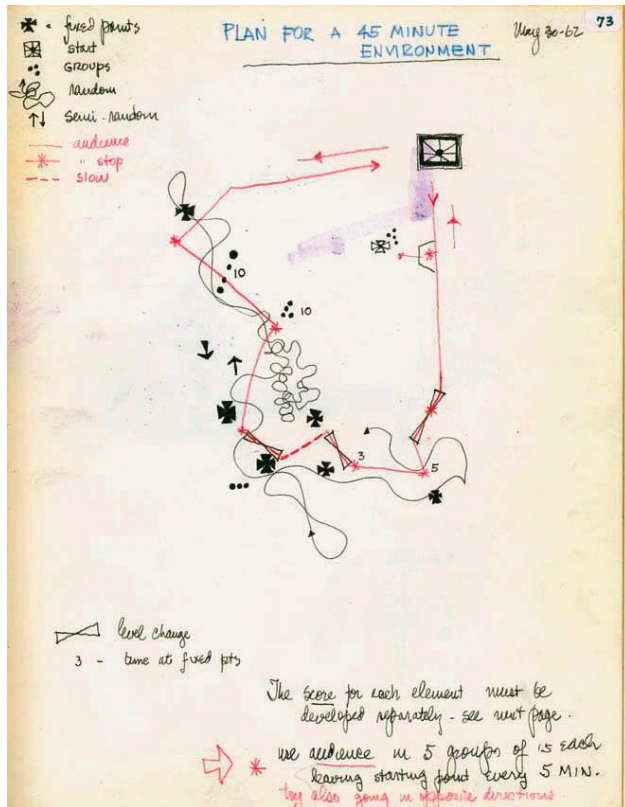 73
PLAN FOR A 45 MINUTE
ENVIRONMENT
May 30-62
- fixed points
start
GROUPS
random
semi-random
audience
" stop
slow
10
10
3
5
level change
3 - time at fixed pts
The score for each element must be
developed separately - see next page.
use audience in 5 groups of 15 each
leaving starting point every 5 MIN.
try also going in opposite directions